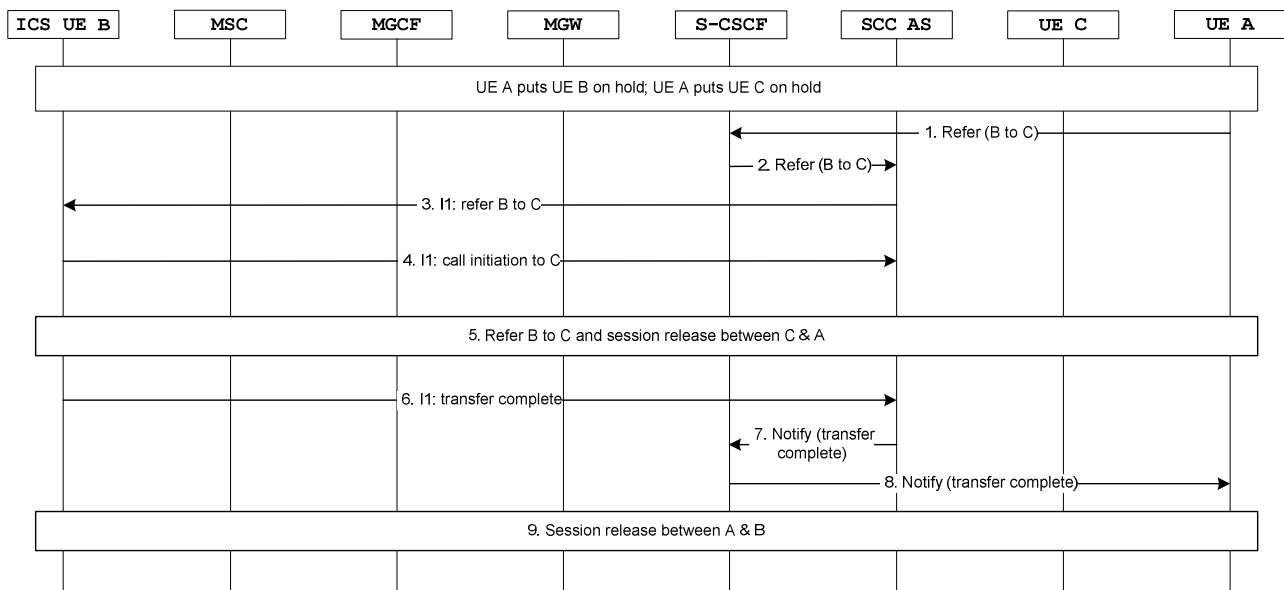 ICS UE B MSC MGCF MGW S-CSCF SCC AS UE C UE A
UE A puts UE B on hold; UE A puts UE C on hold
1. Refer (B to C)
2. Refer (B to C)
3. I1: refer B to C
4. I1: call initiation to C
5. Refer B to C and session release between C & A
6. I1: transfer complete
7. Notify (transfer
complete)
8. Notify (transfer complete)
9. Session release between A & B